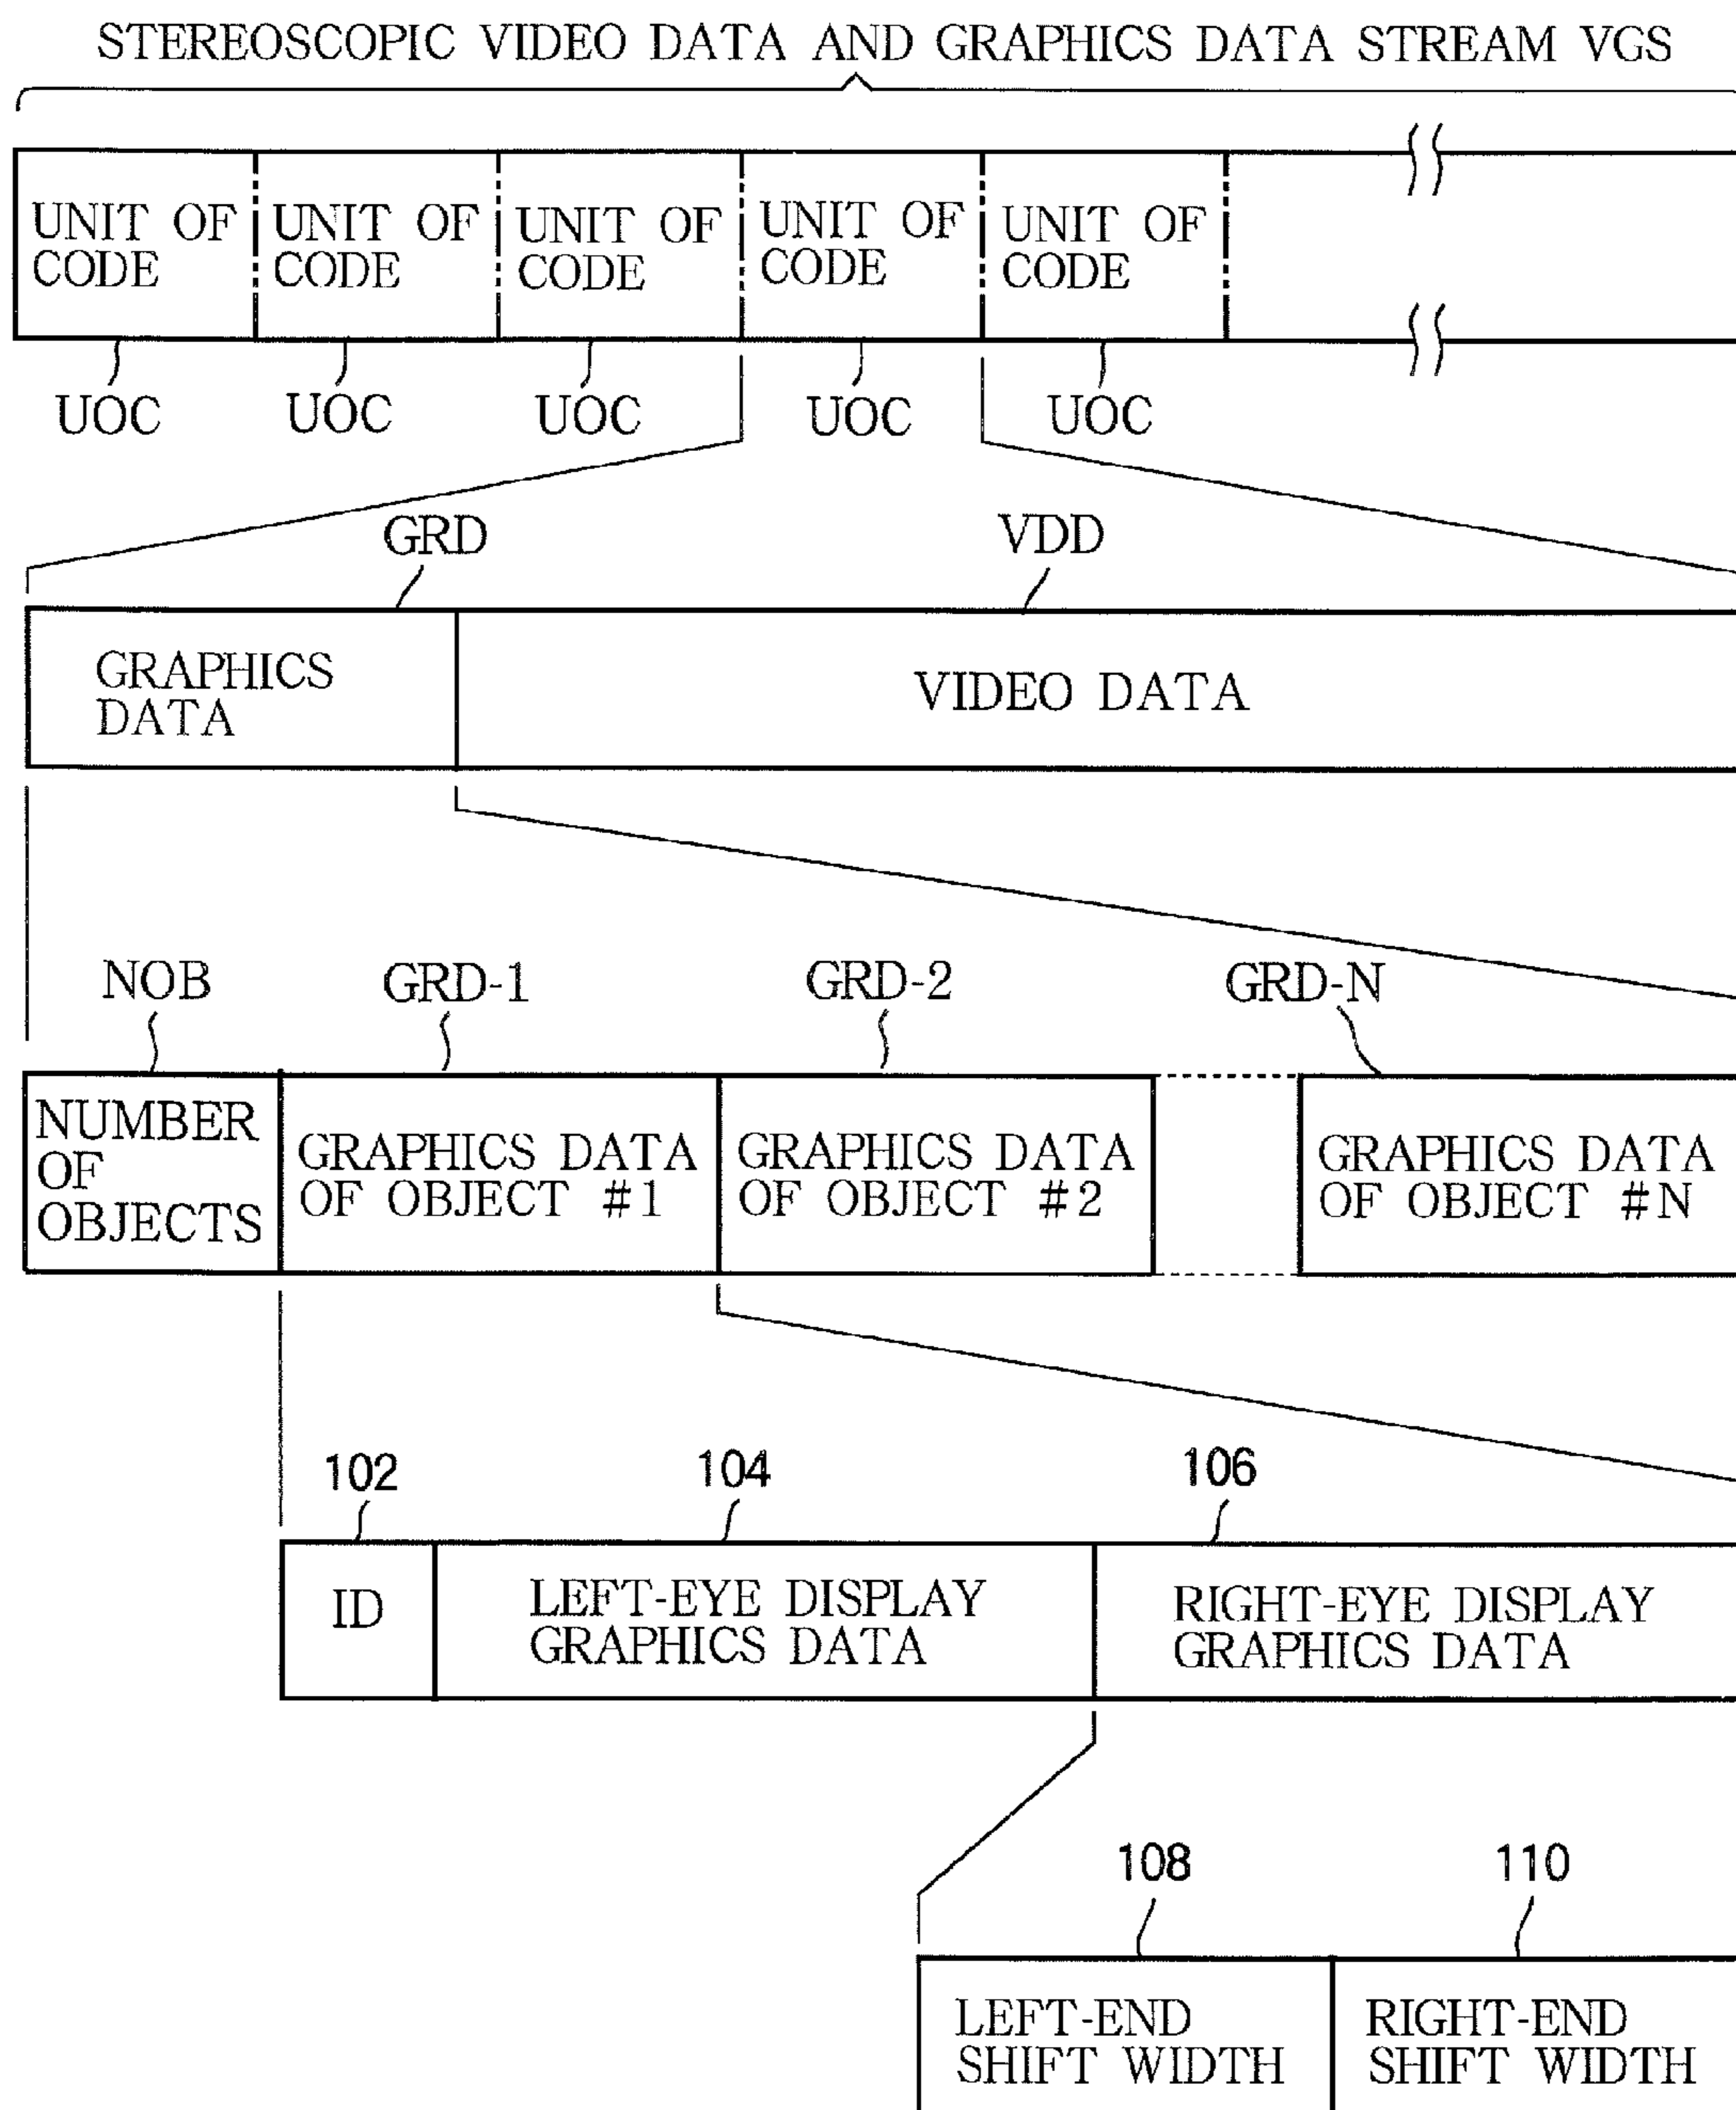 STEREOSCOPIC VIDEO DATA AND GRAPHICS DATA STREAM VGS
UNIT OF
CODE
UNIT OF
CODE
UNIT OF
CODE
UNIT OF
CODE
UNIT OF
CODE
UOC
UOC
UOC
UOC
UOC
GRD
VDD
GRAPHICS
DATA
VIDEO DATA
NOB
GRD-1
GRD-2
GRD-N
NUMBER
OF
OBJECTS
GRAPHICS DATA
OF OBJECT #1
GRAPHICS DATA
OF OBJECT #2
GRAPHICS DATA
OF OBJECT #N
102
104
106
ID
LEFT-EYE DISPLAY
GRAPHICS DATA
RIGHT-EYE DISPLAY
GRAPHICS DATA
108
110
LEFT-END
SHIFT WIDTH
RIGHT-END
SHIFT WIDTH